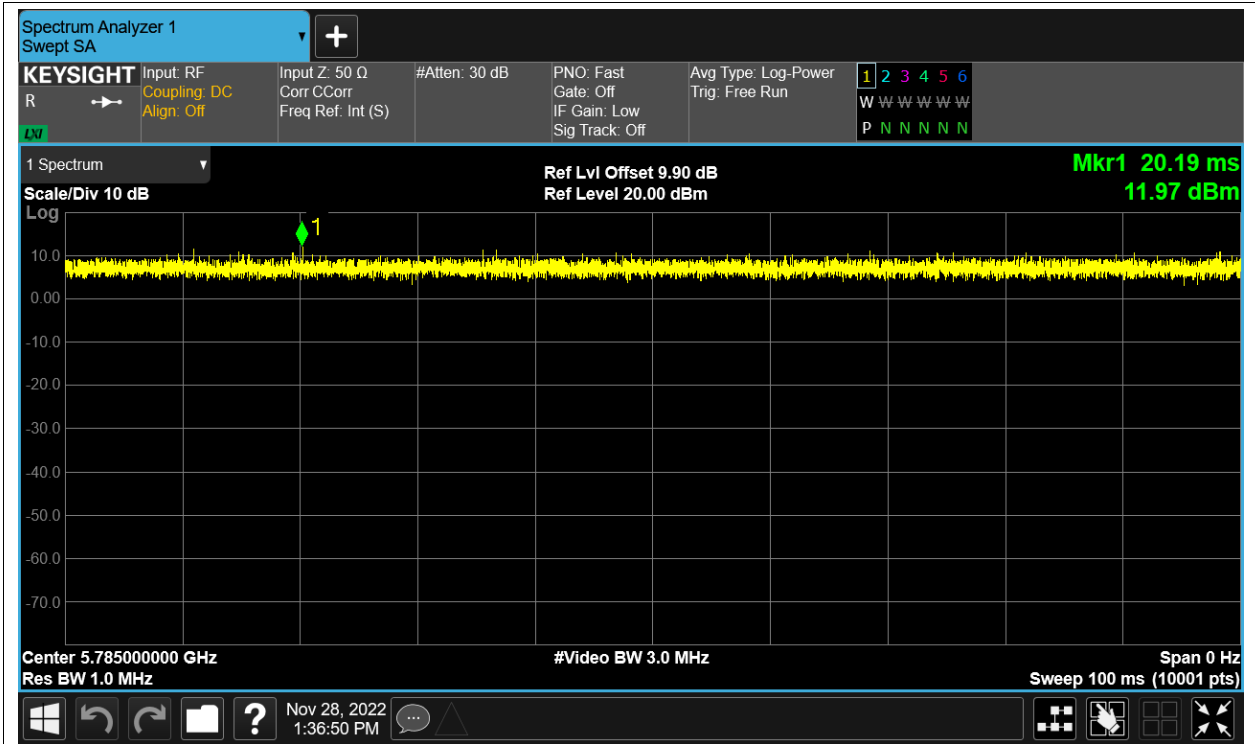 Spectrum Analyzer 1
Swept SA
KEYSIGHT
R
LXI
Input: RF
Coupling: DC
Align: Off
Input Z: 50 Ω
Corr CCorr
Freq Ref: Int (S)
#Atten: 30 dB
PNO: Fast
Gate: Off
IF Gain: Low
Sig Track: Off
Avg Type: Log-Power
Trig: Free Run
1 2 3 4 5 6
W W W W W W
P N N N N N
1 Spectrum
Scale/Div 10 dB
Ref Lvl Offset 9.90 dB
Ref Level 20.00 dBm
Mkr1 20.19 ms
11.97 dBm
Log
1
10.0
0.00
-10.0
-20.0
-30.0
-40.0
-50.0
-60.0
-70.0
Center 5.785000000 GHz
#Video BW 3.0 MHz
Span 0 Hz
Res BW 1.0 MHz
Sweep 100 ms (10001 pts)
?
Nov 28, 2022
1:36:50 PM